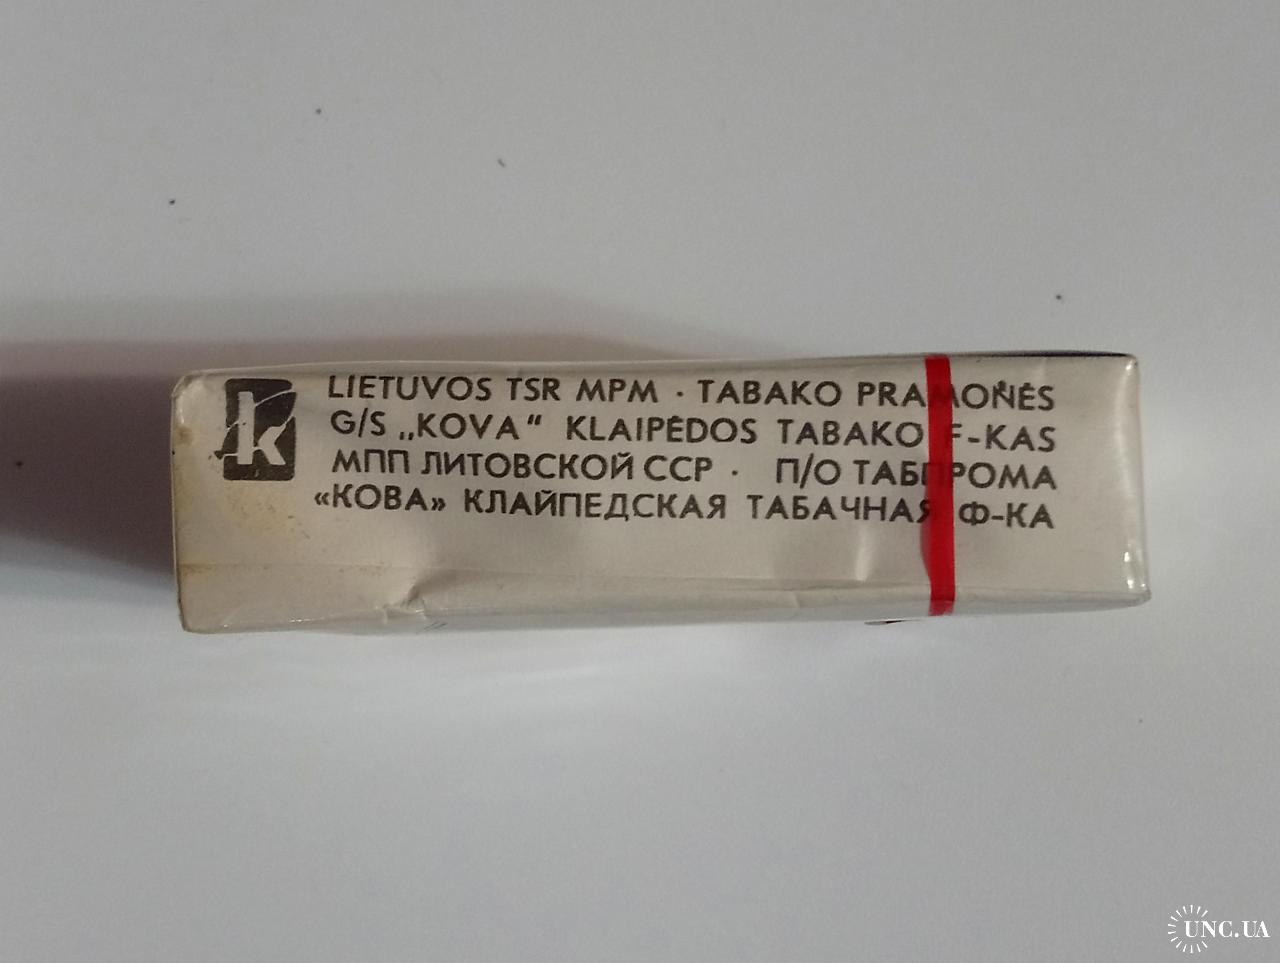 k
LIETUVOS TSR MPM · TABAKO PRAMONĖS
G/S „KOVA“ KLAIPĖDOS TABAKO F-KAS
МПП ЛИТОВСКОЙ ССР · П/О ТАБПРОМА
«КОВА» КЛАЙПЕДСКАЯ ТАБАЧНАЯ Ф-КА
UNC.UA